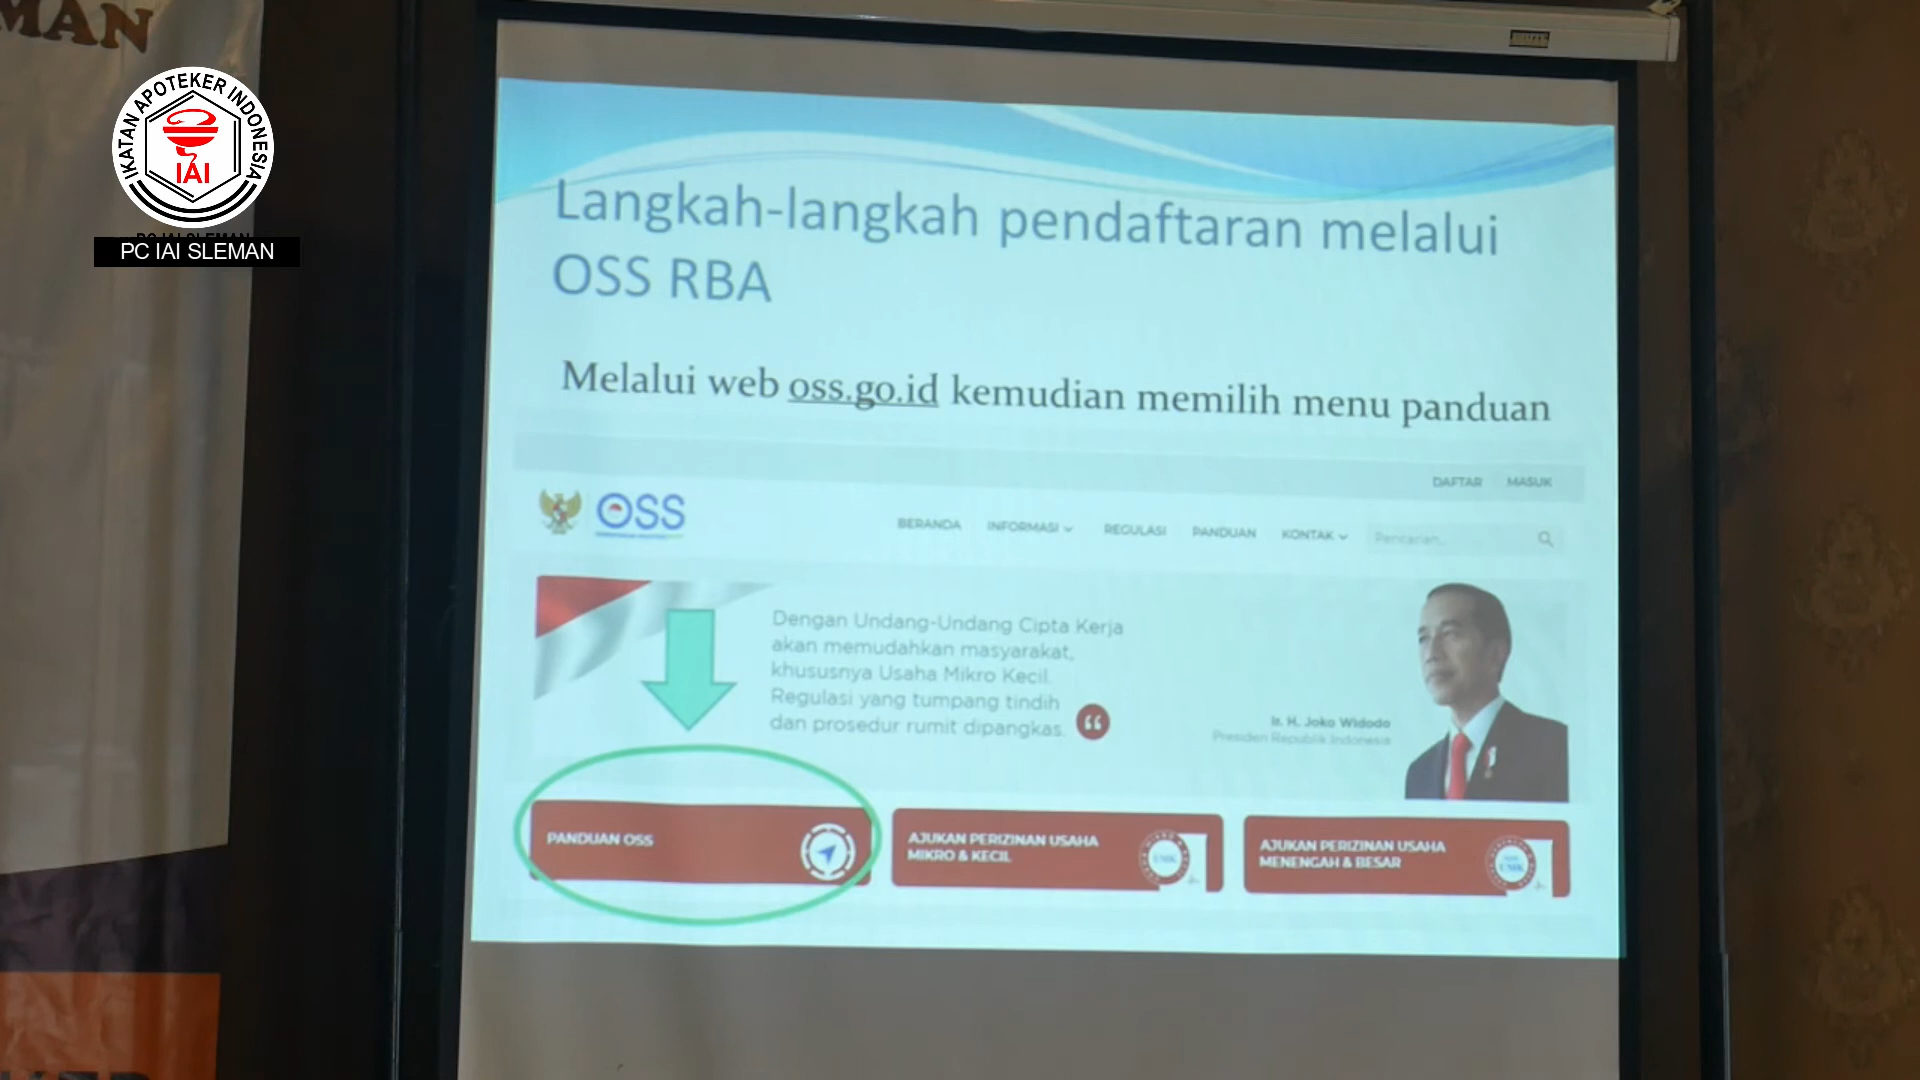 MAN
IKATAN APOTEKER INDONESIA
IAI
PC IAI SLEMAN
Langkah-langkah pendaftaran melalui
OSS RBA
Melalui web oss.go.id kemudian memilih menu panduan
DAFTAR MASUK
OSS
BERANDA INFORMASI REGULASI PANDUAN KONTAK Pencarian...
Dengan Undang-Undang Cipta Kerja
akan memudahkan masyarakat,
khususnya Usaha Mikro Kecil.
Regulasi yang tumpang tindih
dan prosedur rumit dipangkas.
Ir. H. Joko Widodo
Presiden Republik Indonesia
PANDUAN OSS
AJUKAN PERIZINAN USAHA
MIKRO & KECIL
AJUKAN PERIZINAN USAHA
MENENGAH & BESAR